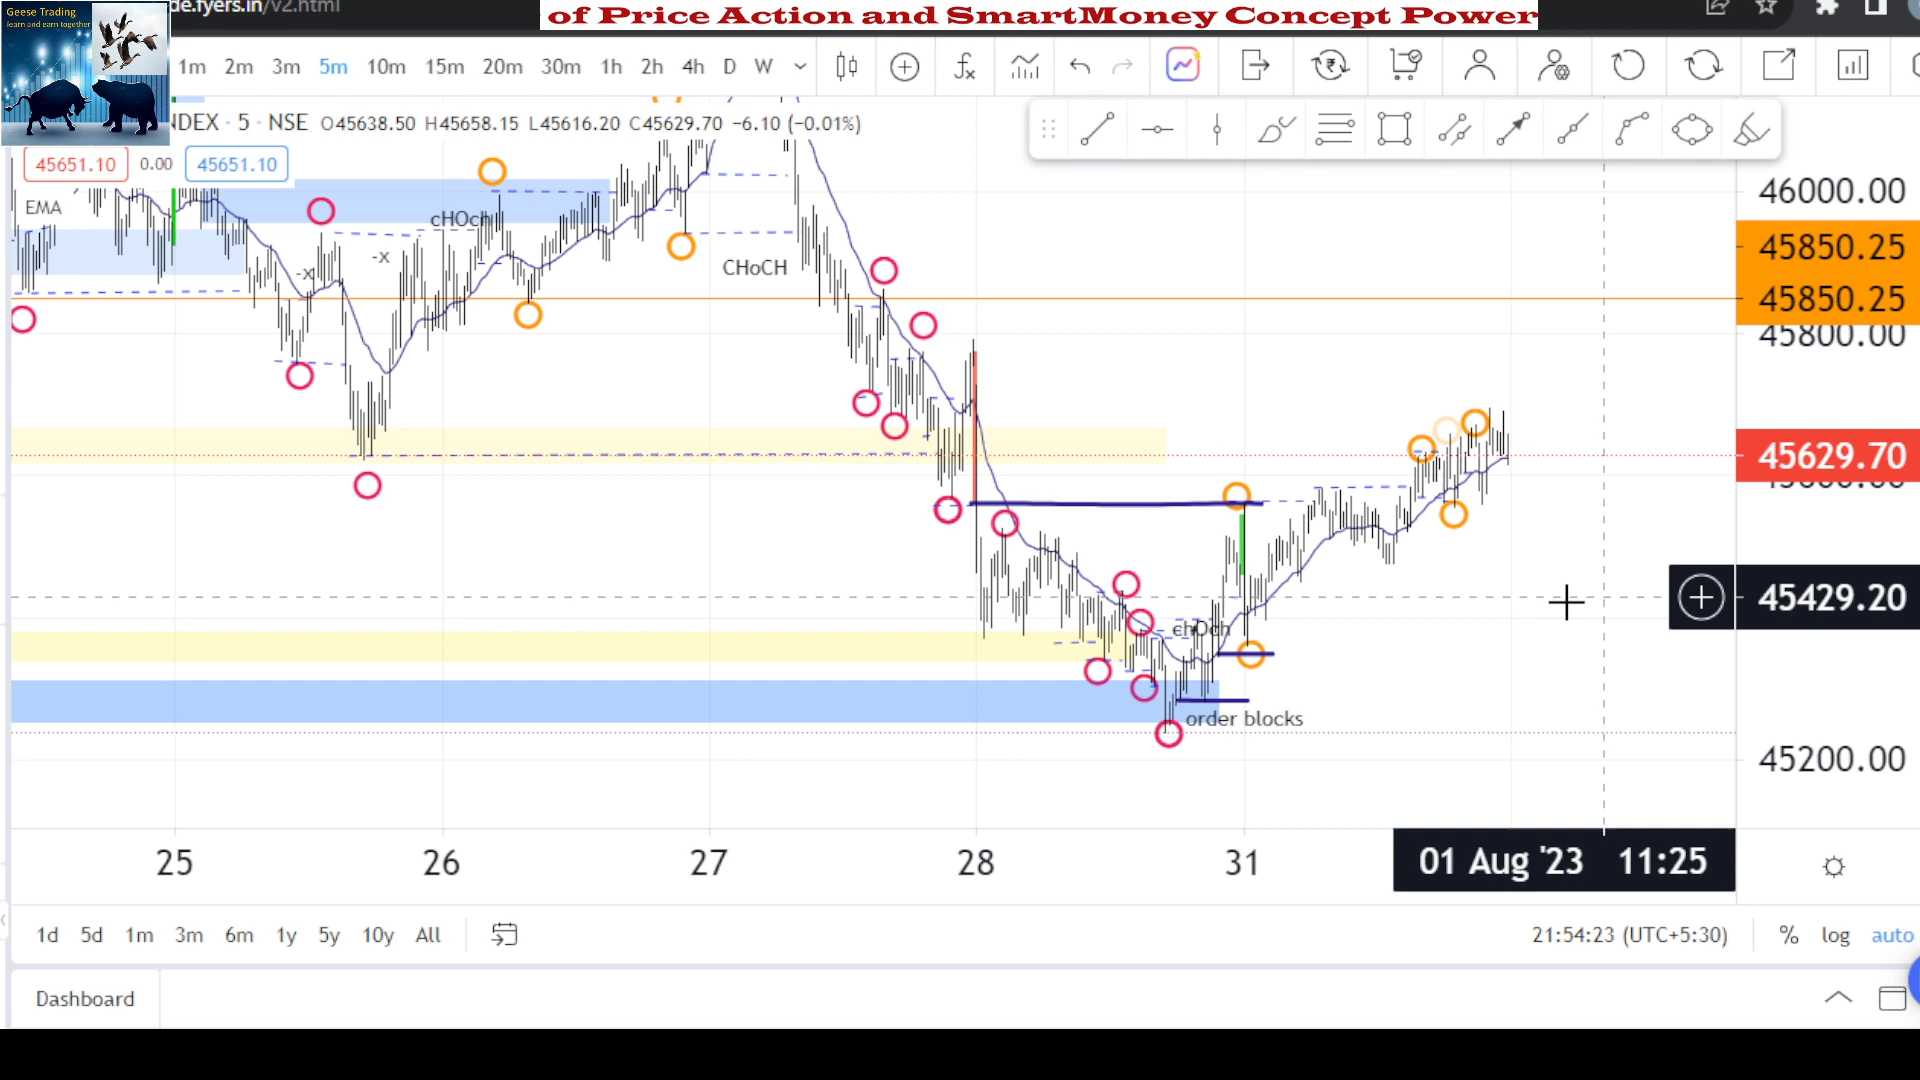 Geese Trading
learn and earn together
de.fyers.in/v2.html
of Price Action and SmartMoney Concept Power
1m 2m 3m 5m 10m 15m 20m 30m 1h 2h 4h D W
NDEX · 5 · NSE O45638.50 H45658.15 L45616.20 C45629.70 −6.10 (−0.01%)
45651.10 0.00 45651.10
EMA
46000.00
cHOch
45850.25
-x
CHoCH
-x
45850.25
45800.00
45629.70
45429.20
chOch
order blocks
45200.00
25 26 27 28 31 01 Aug '23 11:25
1d 5d 1m 3m 6m 1y 5y 10y All 21:54:23 (UTC+5:30) % log auto
Dashboard